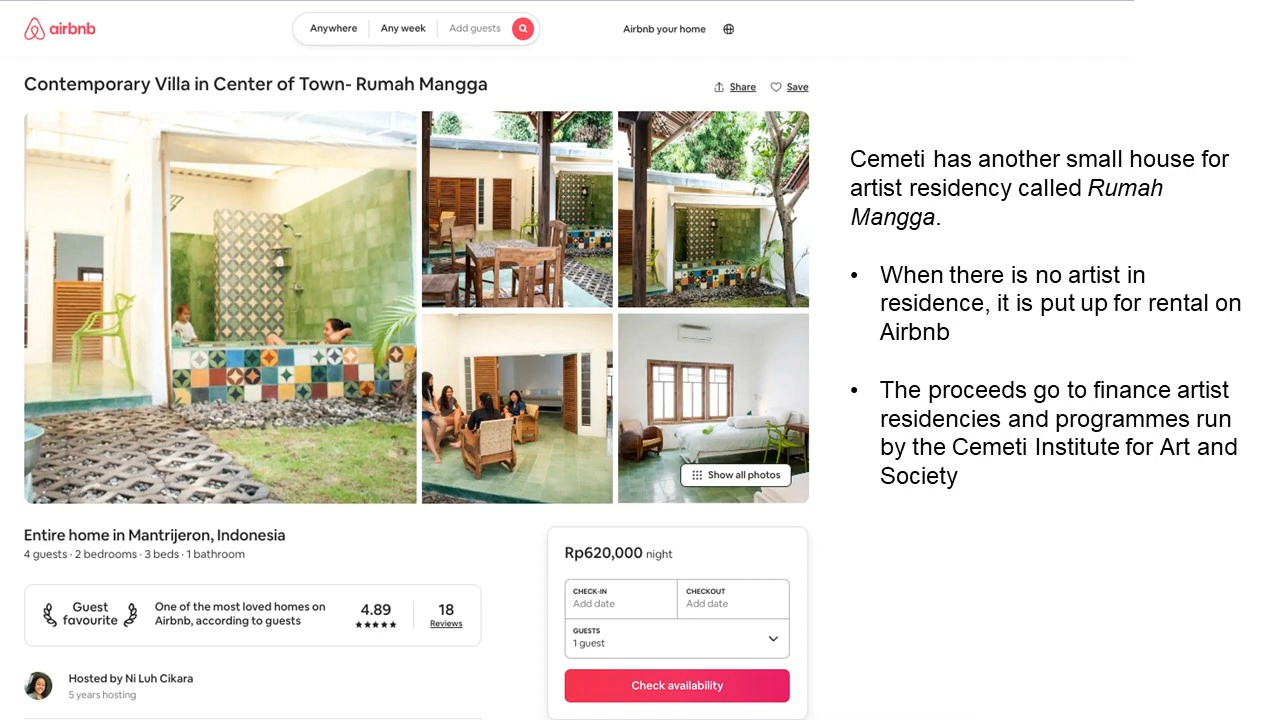 airbnb
Anywhere
Any week
Add guests
Airbnb your home
Contemporary Villa in Center of Town- Rumah Mangga
Share
Save
Show all photos
Entire home in Mantrijeron, Indonesia
4 guests · 2 bedrooms · 3 beds · 1 bathroom
Guest
favourite
One of the most loved homes on
Airbnb, according to guests
4.89
18
Reviews
Hosted by Ni Luh Cikara
5 years hosting
Rp620,000 night
CHECK-IN
Add date
CHECKOUT
Add date
GUESTS
1 guest
Check availability
Cemeti has another small house for
artist residency called Rumah
Mangga.
• When there is no artist in
residence, it is put up for rental on
Airbnb
• The proceeds go to finance artist
residencies and programmes run
by the Cemeti Institute for Art and
Society